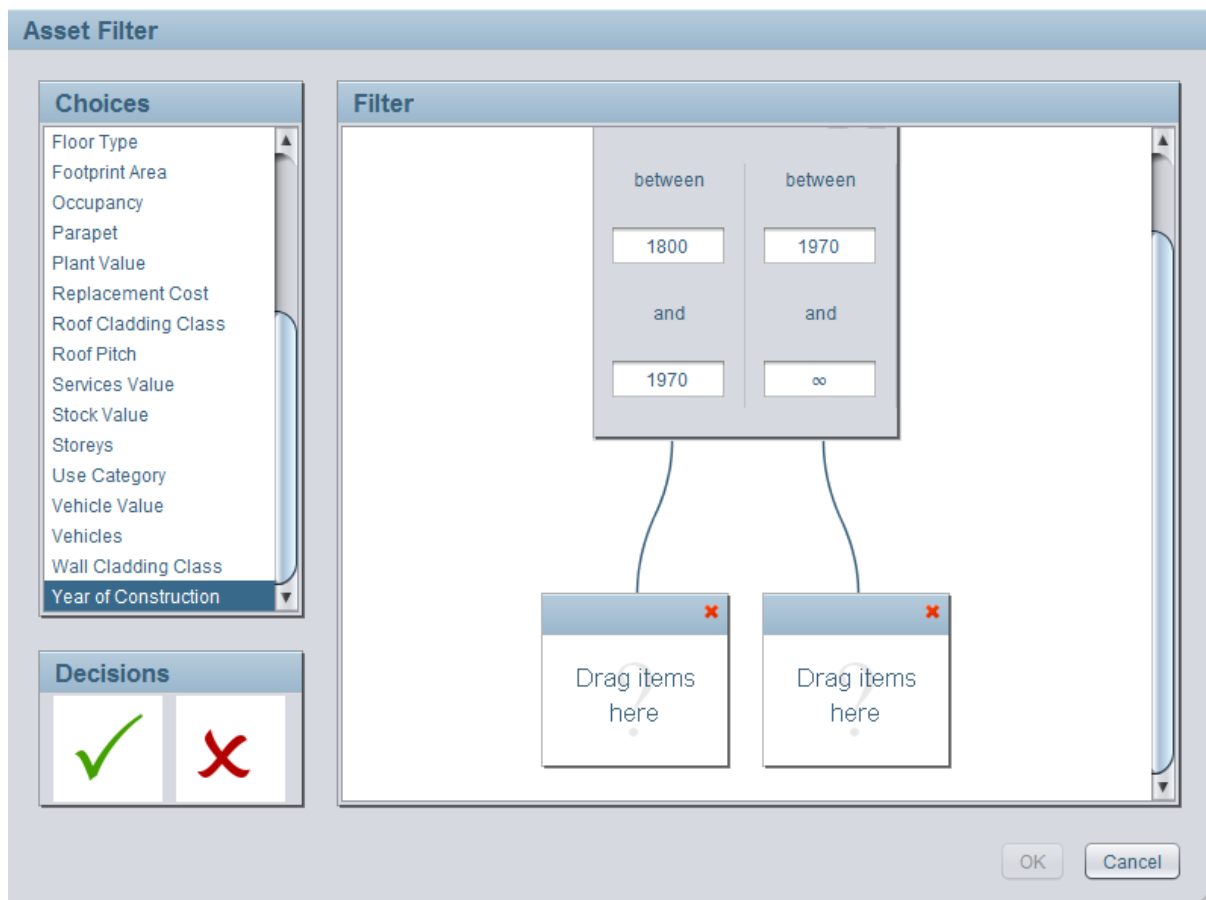 Asset Filter
Choices
Floor Type
Footprint Area
Occupancy
Parapet
Plant Value
Replacement Cost
Roof Cladding Class
Roof Pitch
Services Value
Stock Value
Storeys
Use Category
Vehicle Value
Vehicles
Wall Cladding Class
Year of Construction
Decisions
Filter
between between
1800 1970
and and
1970 ∞
Drag items Drag items
here here
? ?
OK Cancel